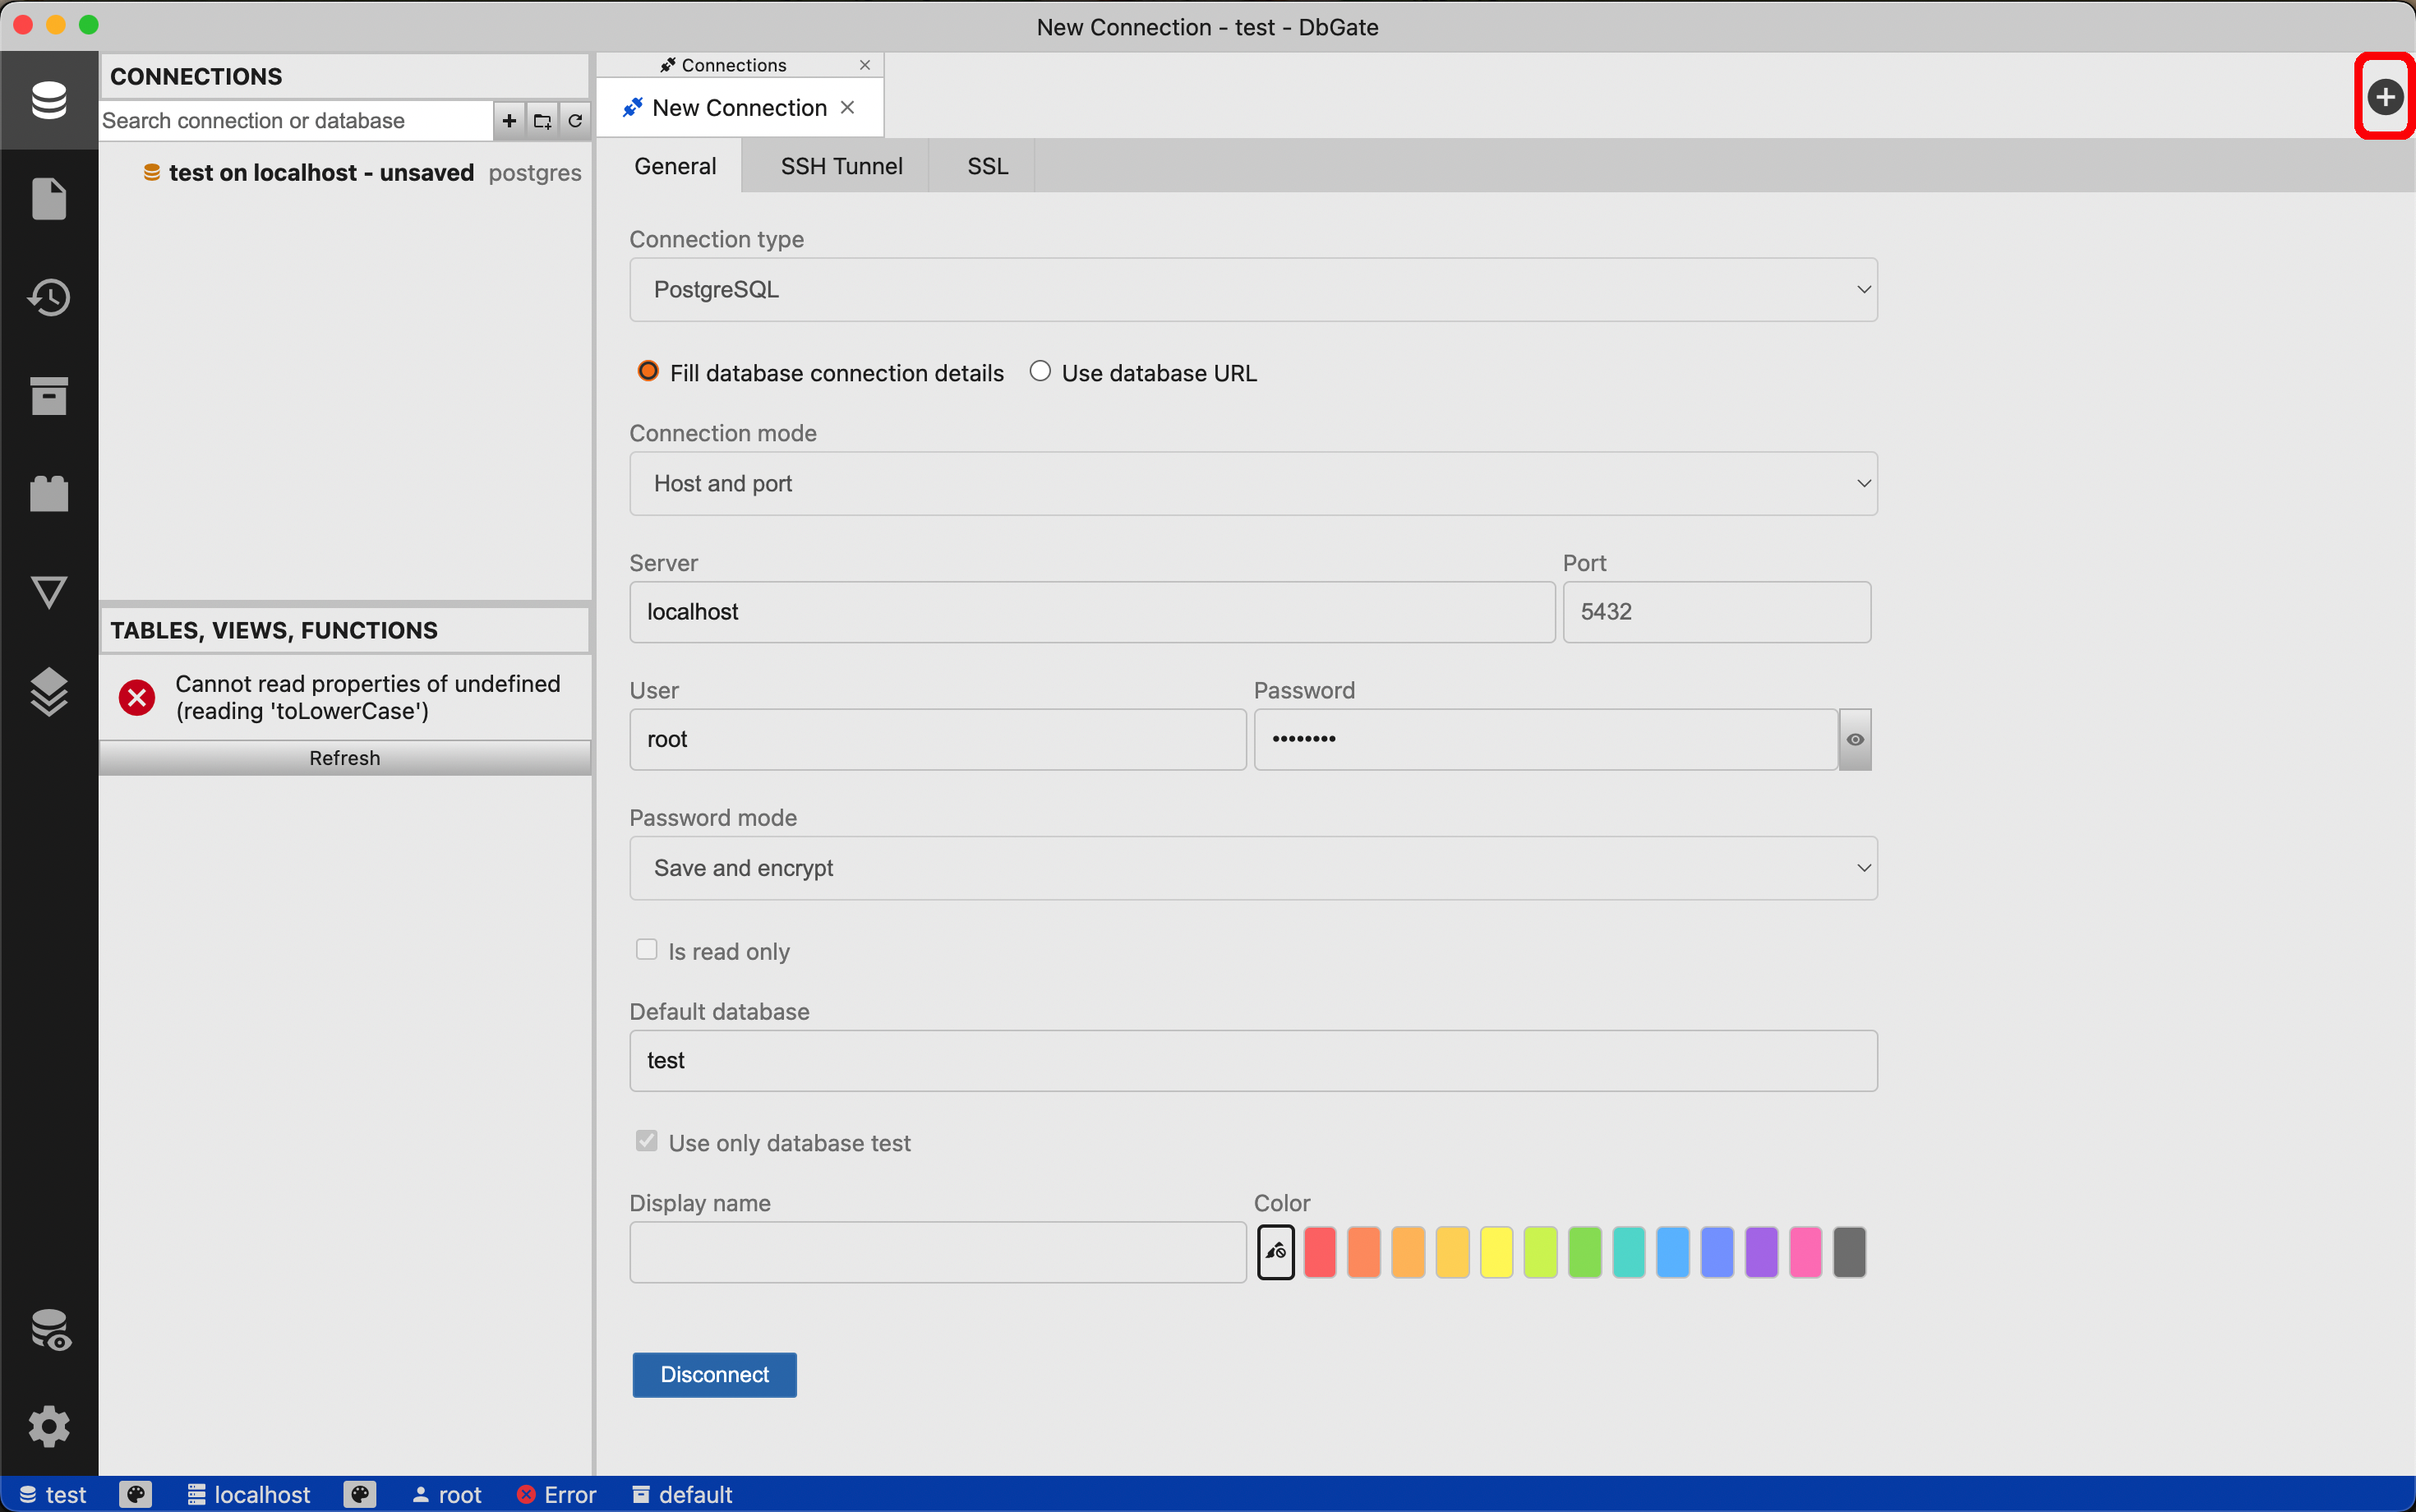 New Connection - test - DbGate
CONNECTIONS
Search connection or database
test on localhost - unsaved postgres
TABLES, VIEWS, FUNCTIONS
Cannot read properties of undefined
(reading 'toLowerCase')
Refresh
Connections
New Connection
General
SSH Tunnel
SSL
Connection type
PostgreSQL
Fill database connection details
Use database URL
Connection mode
Host and port
Server
Port
localhost
5432
User
Password
root
••••••••
Password mode
Save and encrypt
Is read only
Default database
test
Use only database test
Display name
Color
Disconnect
test
localhost
root
Error
default